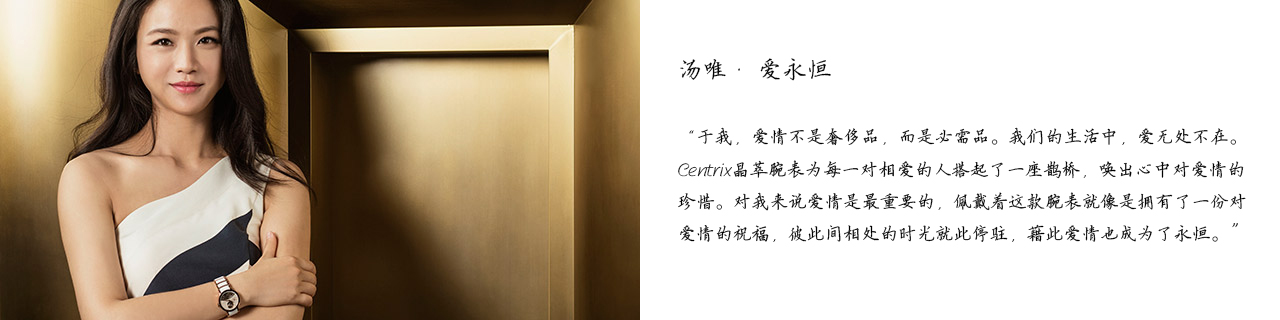 汤唯 · 爱永恒
“于我，爱情不是奢侈品，而是必需品。我们的生活中，爱无处不在。
Centrix晶萃腕表为每一对相爱的人搭起了一座鹊桥，唤出心中对爱情的
珍惜。对我来说爱情是最重要的，佩戴着这款腕表就像是拥有了一份对
爱情的祝福，彼此间相处的时光就此停驻，藉此爱情也成为了永恒。”